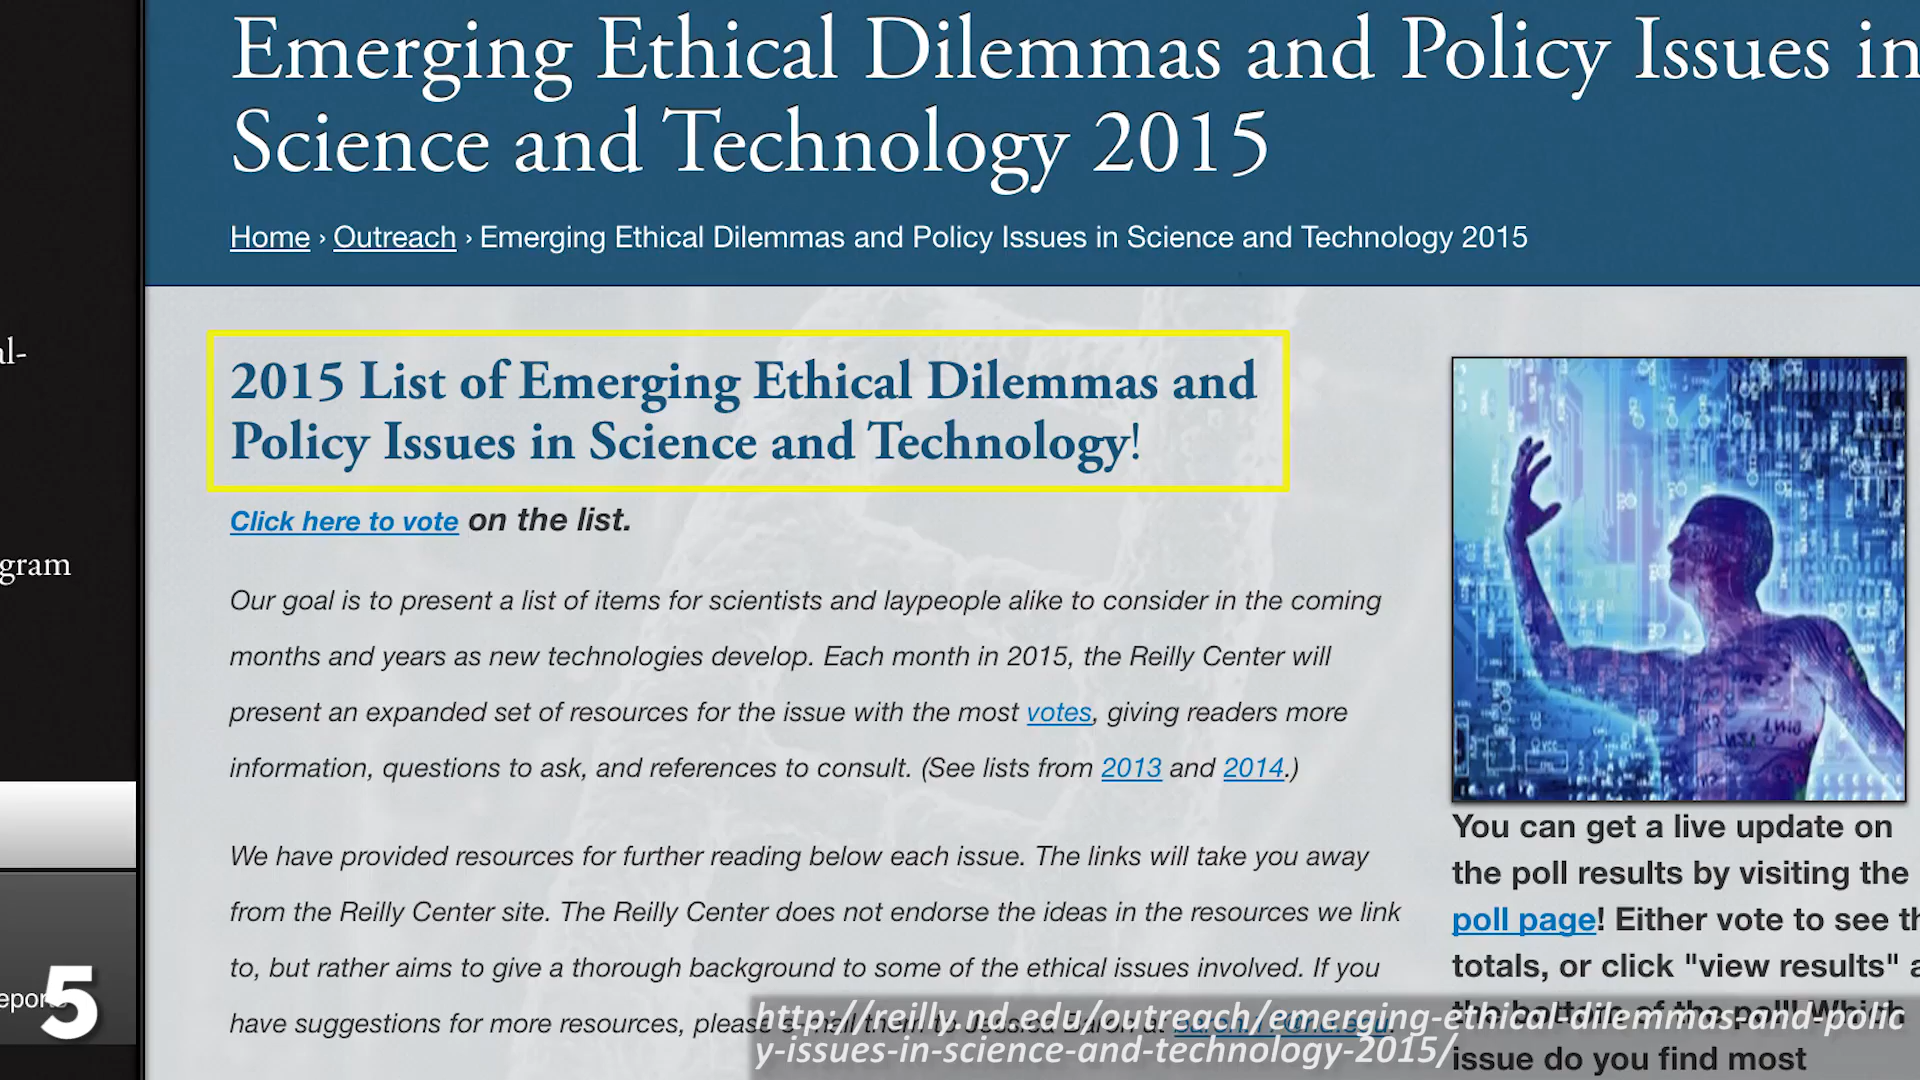 Emerging Ethical Dilemmas and Policy Issues in
Science and Technology 2015
Home › Outreach › Emerging Ethical Dilemmas and Policy Issues in Science and Technology 2015
al-
gram
epor
5
2015 List of Emerging Ethical Dilemmas and
Policy Issues in Science and Technology!
Click here to vote on the list.
Our goal is to present a list of items for scientists and laypeople alike to consider in the coming
months and years as new technologies develop. Each month in 2015, the Reilly Center will
present an expanded set of resources for the issue with the most votes, giving readers more
information, questions to ask, and references to consult. (See lists from 2013 and 2014.)
We have provided resources for further reading below each issue. The links will take you away
from the Reilly Center site. The Reilly Center does not endorse the ideas in the resources we link
to, but rather aims to give a thorough background to some of the ethical issues involved. If you
have suggestions for more resources, please
You can get a live update on
the poll results by visiting the
poll page! Either vote to see th
totals, or click "view results" a
the bottom of the poll! Which
issue do you find most
http://reilly.nd.edu/outreach/emerging-ethical-dilemmas-and-polic
y-issues-in-science-and-technology-2015/